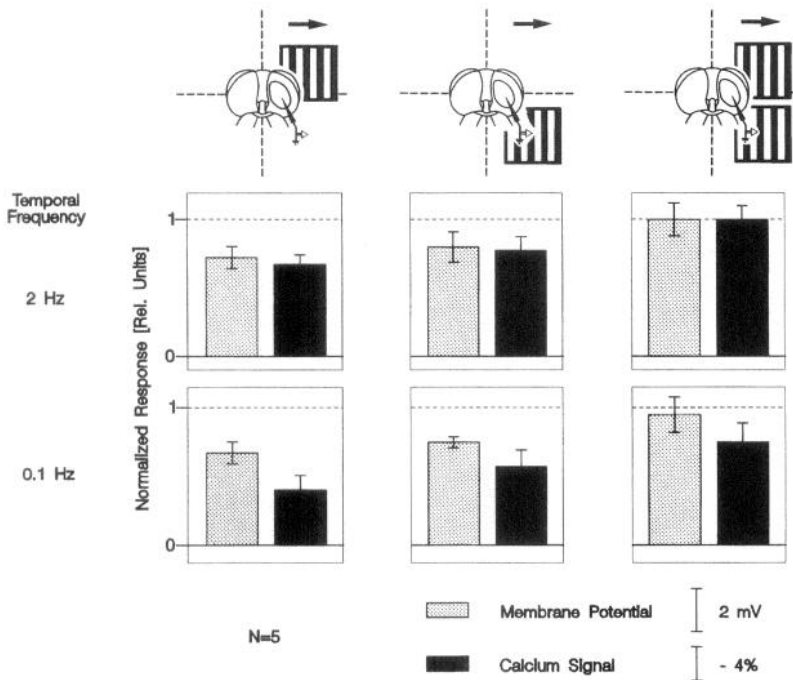 Temporal
Frequency
2 Hz
0.1 Hz
Normalized Response [Rel. Units]
1
0
1
0
N=5
Membrane Potential
2 mV
Calcium Signal
- 4%